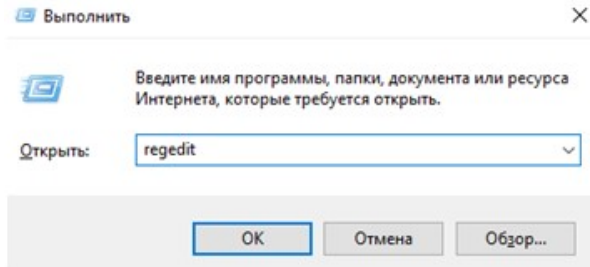 Выполнить
Введите имя программы, папки, документа или ресурса
Интернета, которые требуется открыть.
Открыть: regedit
OK Отмена Обзор...